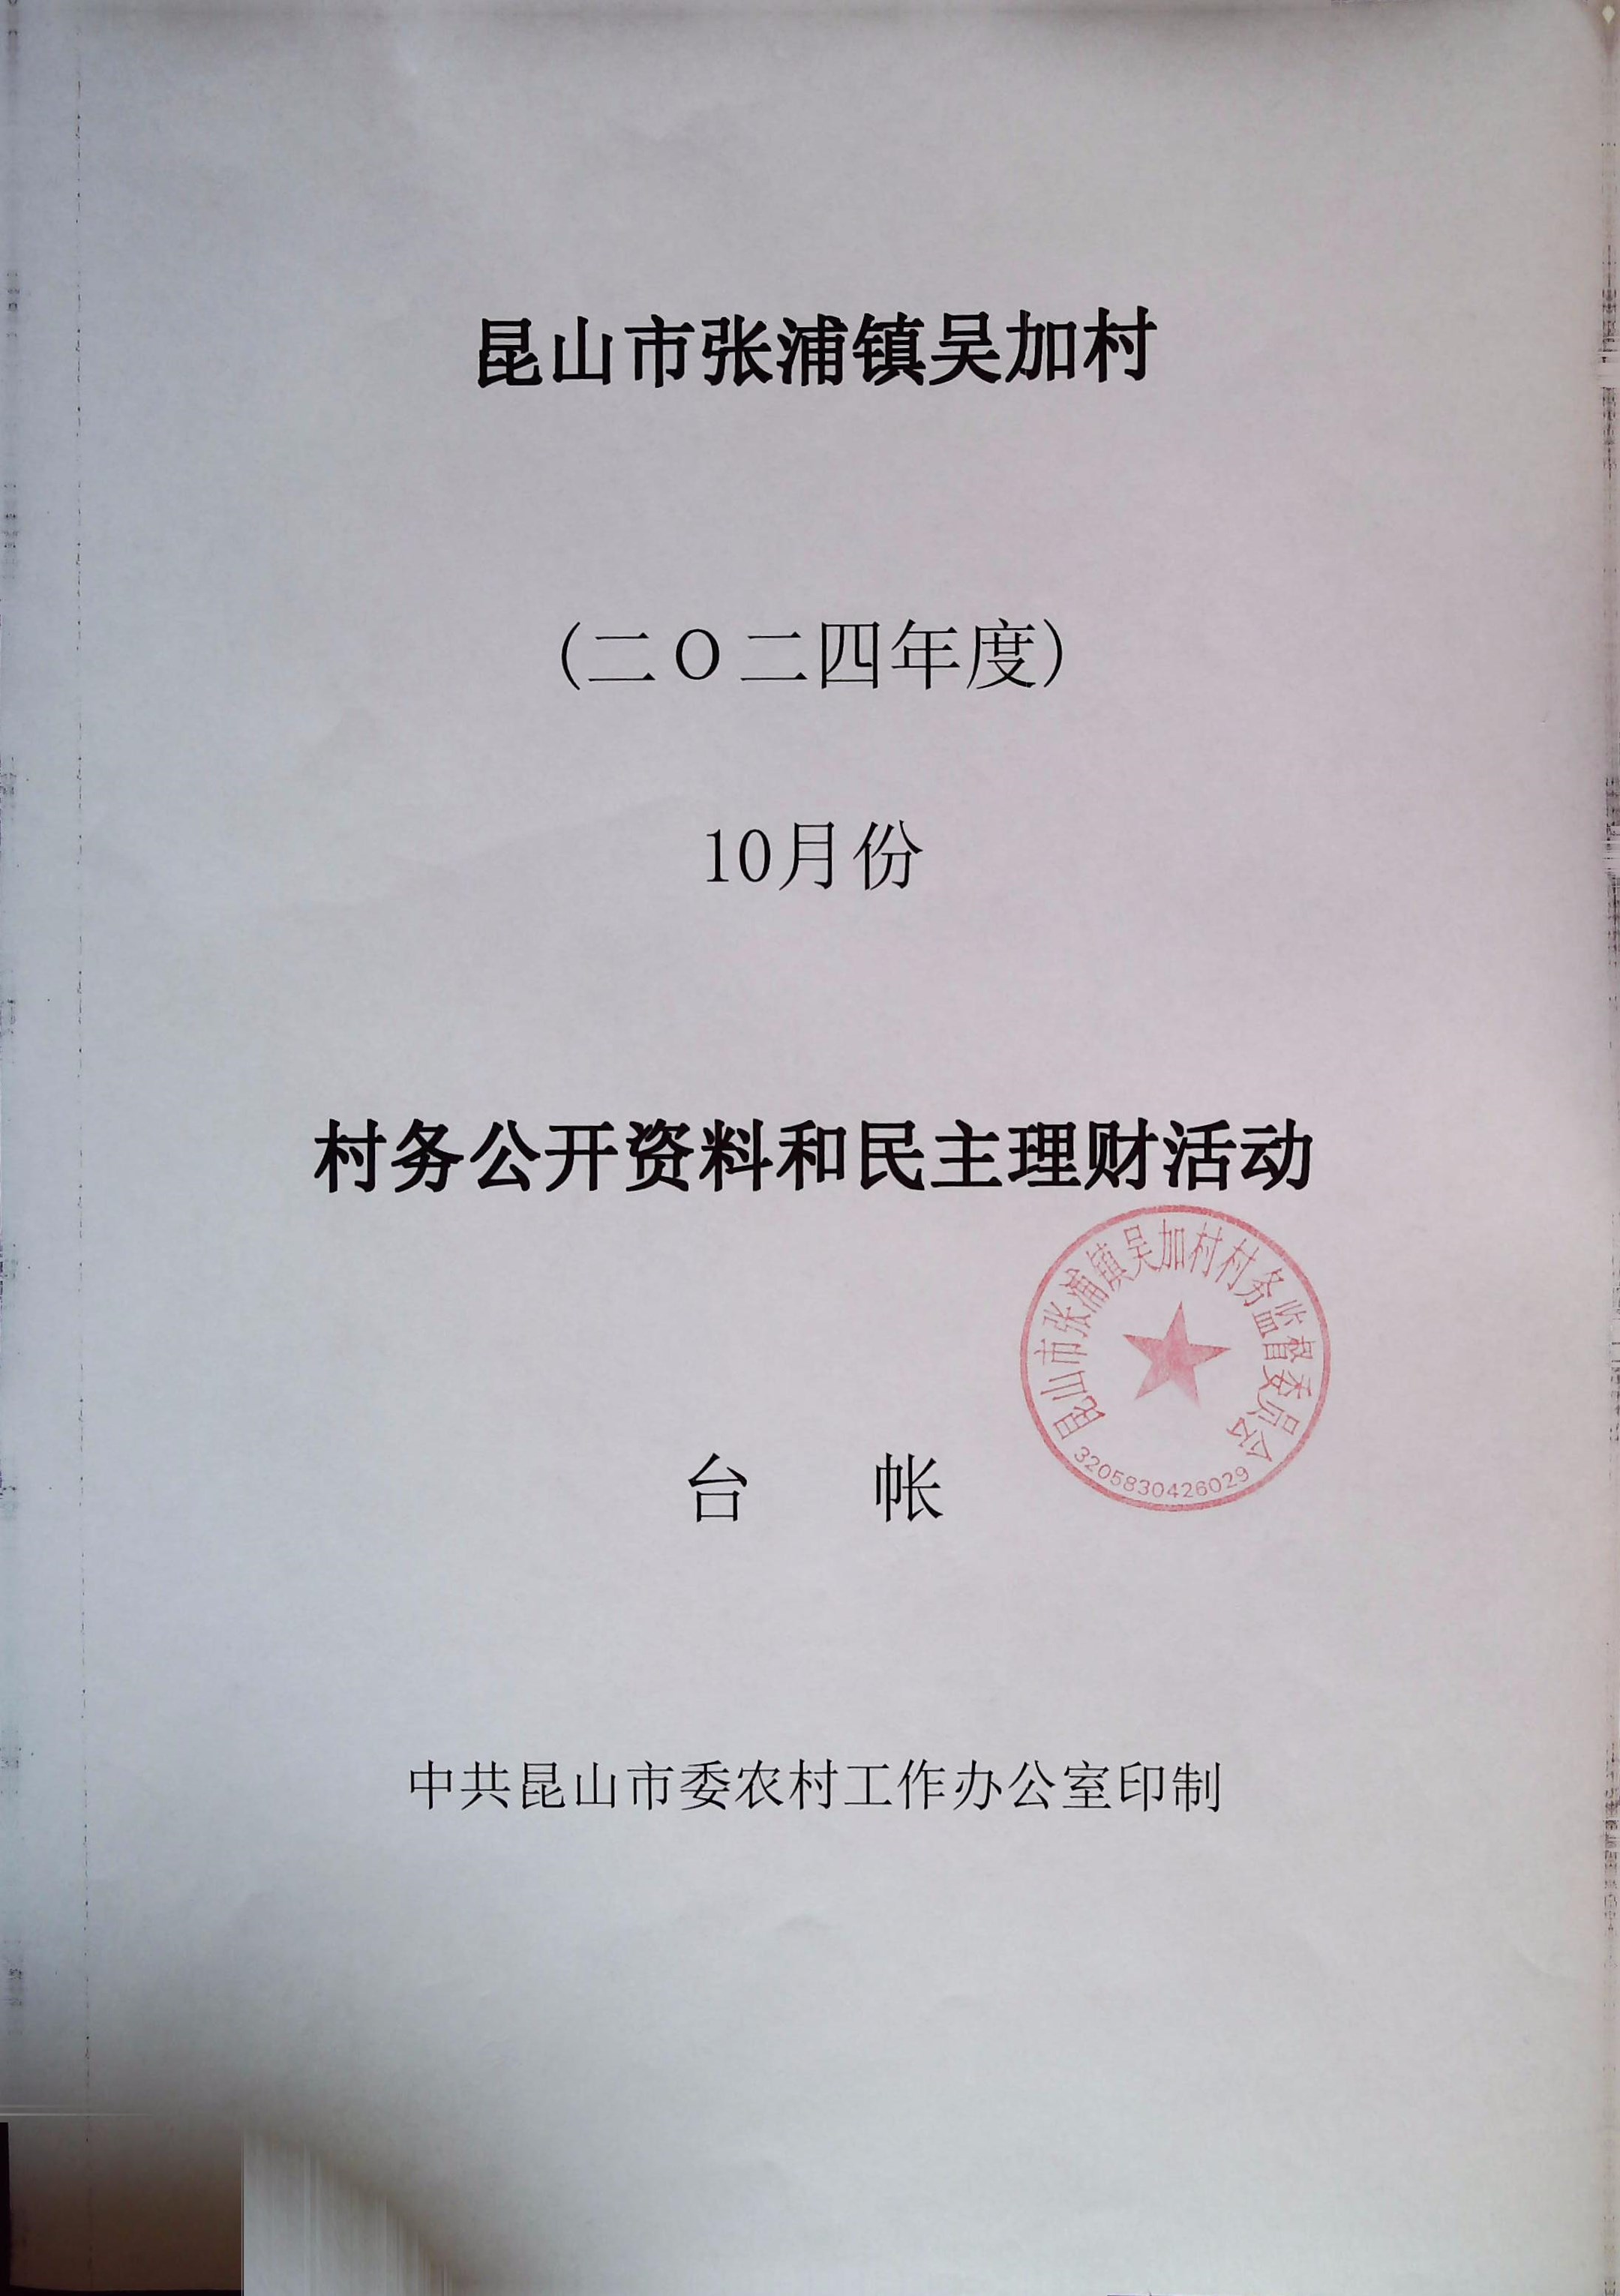 昆山市张浦镇吴加村
(二O二四年度)
10月份
村务公开资料和民主理财活动
昆山市张浦镇吴加村村务监督委员会
3205830426029
台 帐
中共昆山市委农村工作办公室印制